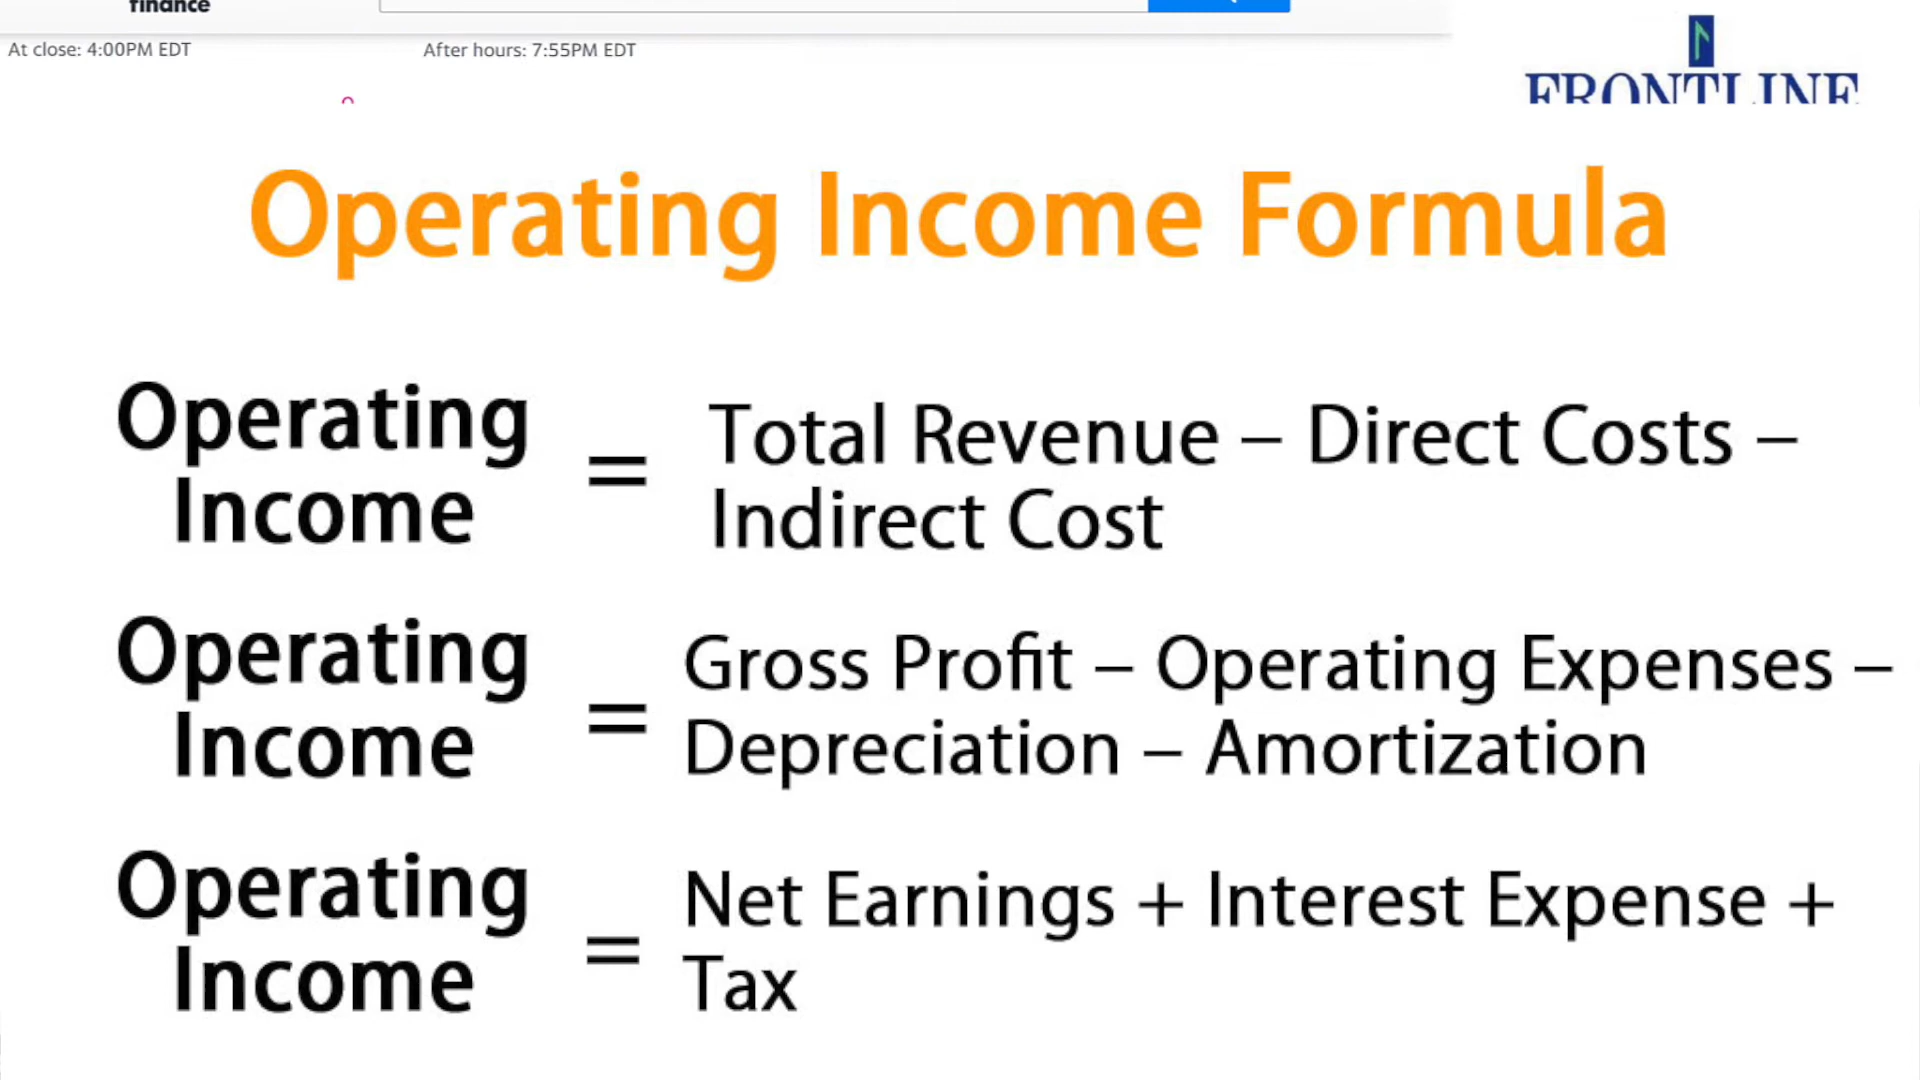 finance
At close: 4:00PM EDT After hours: 7:55PM EDT
FRONTLINE
Operating Income Formula
Operating
Income
=
Total Revenue – Direct Costs –
Indirect Cost
Operating
Income
=
Gross Profit – Operating Expenses –
Depreciation – Amortization
Operating
Income
=
Net Earnings + Interest Expense +
Tax